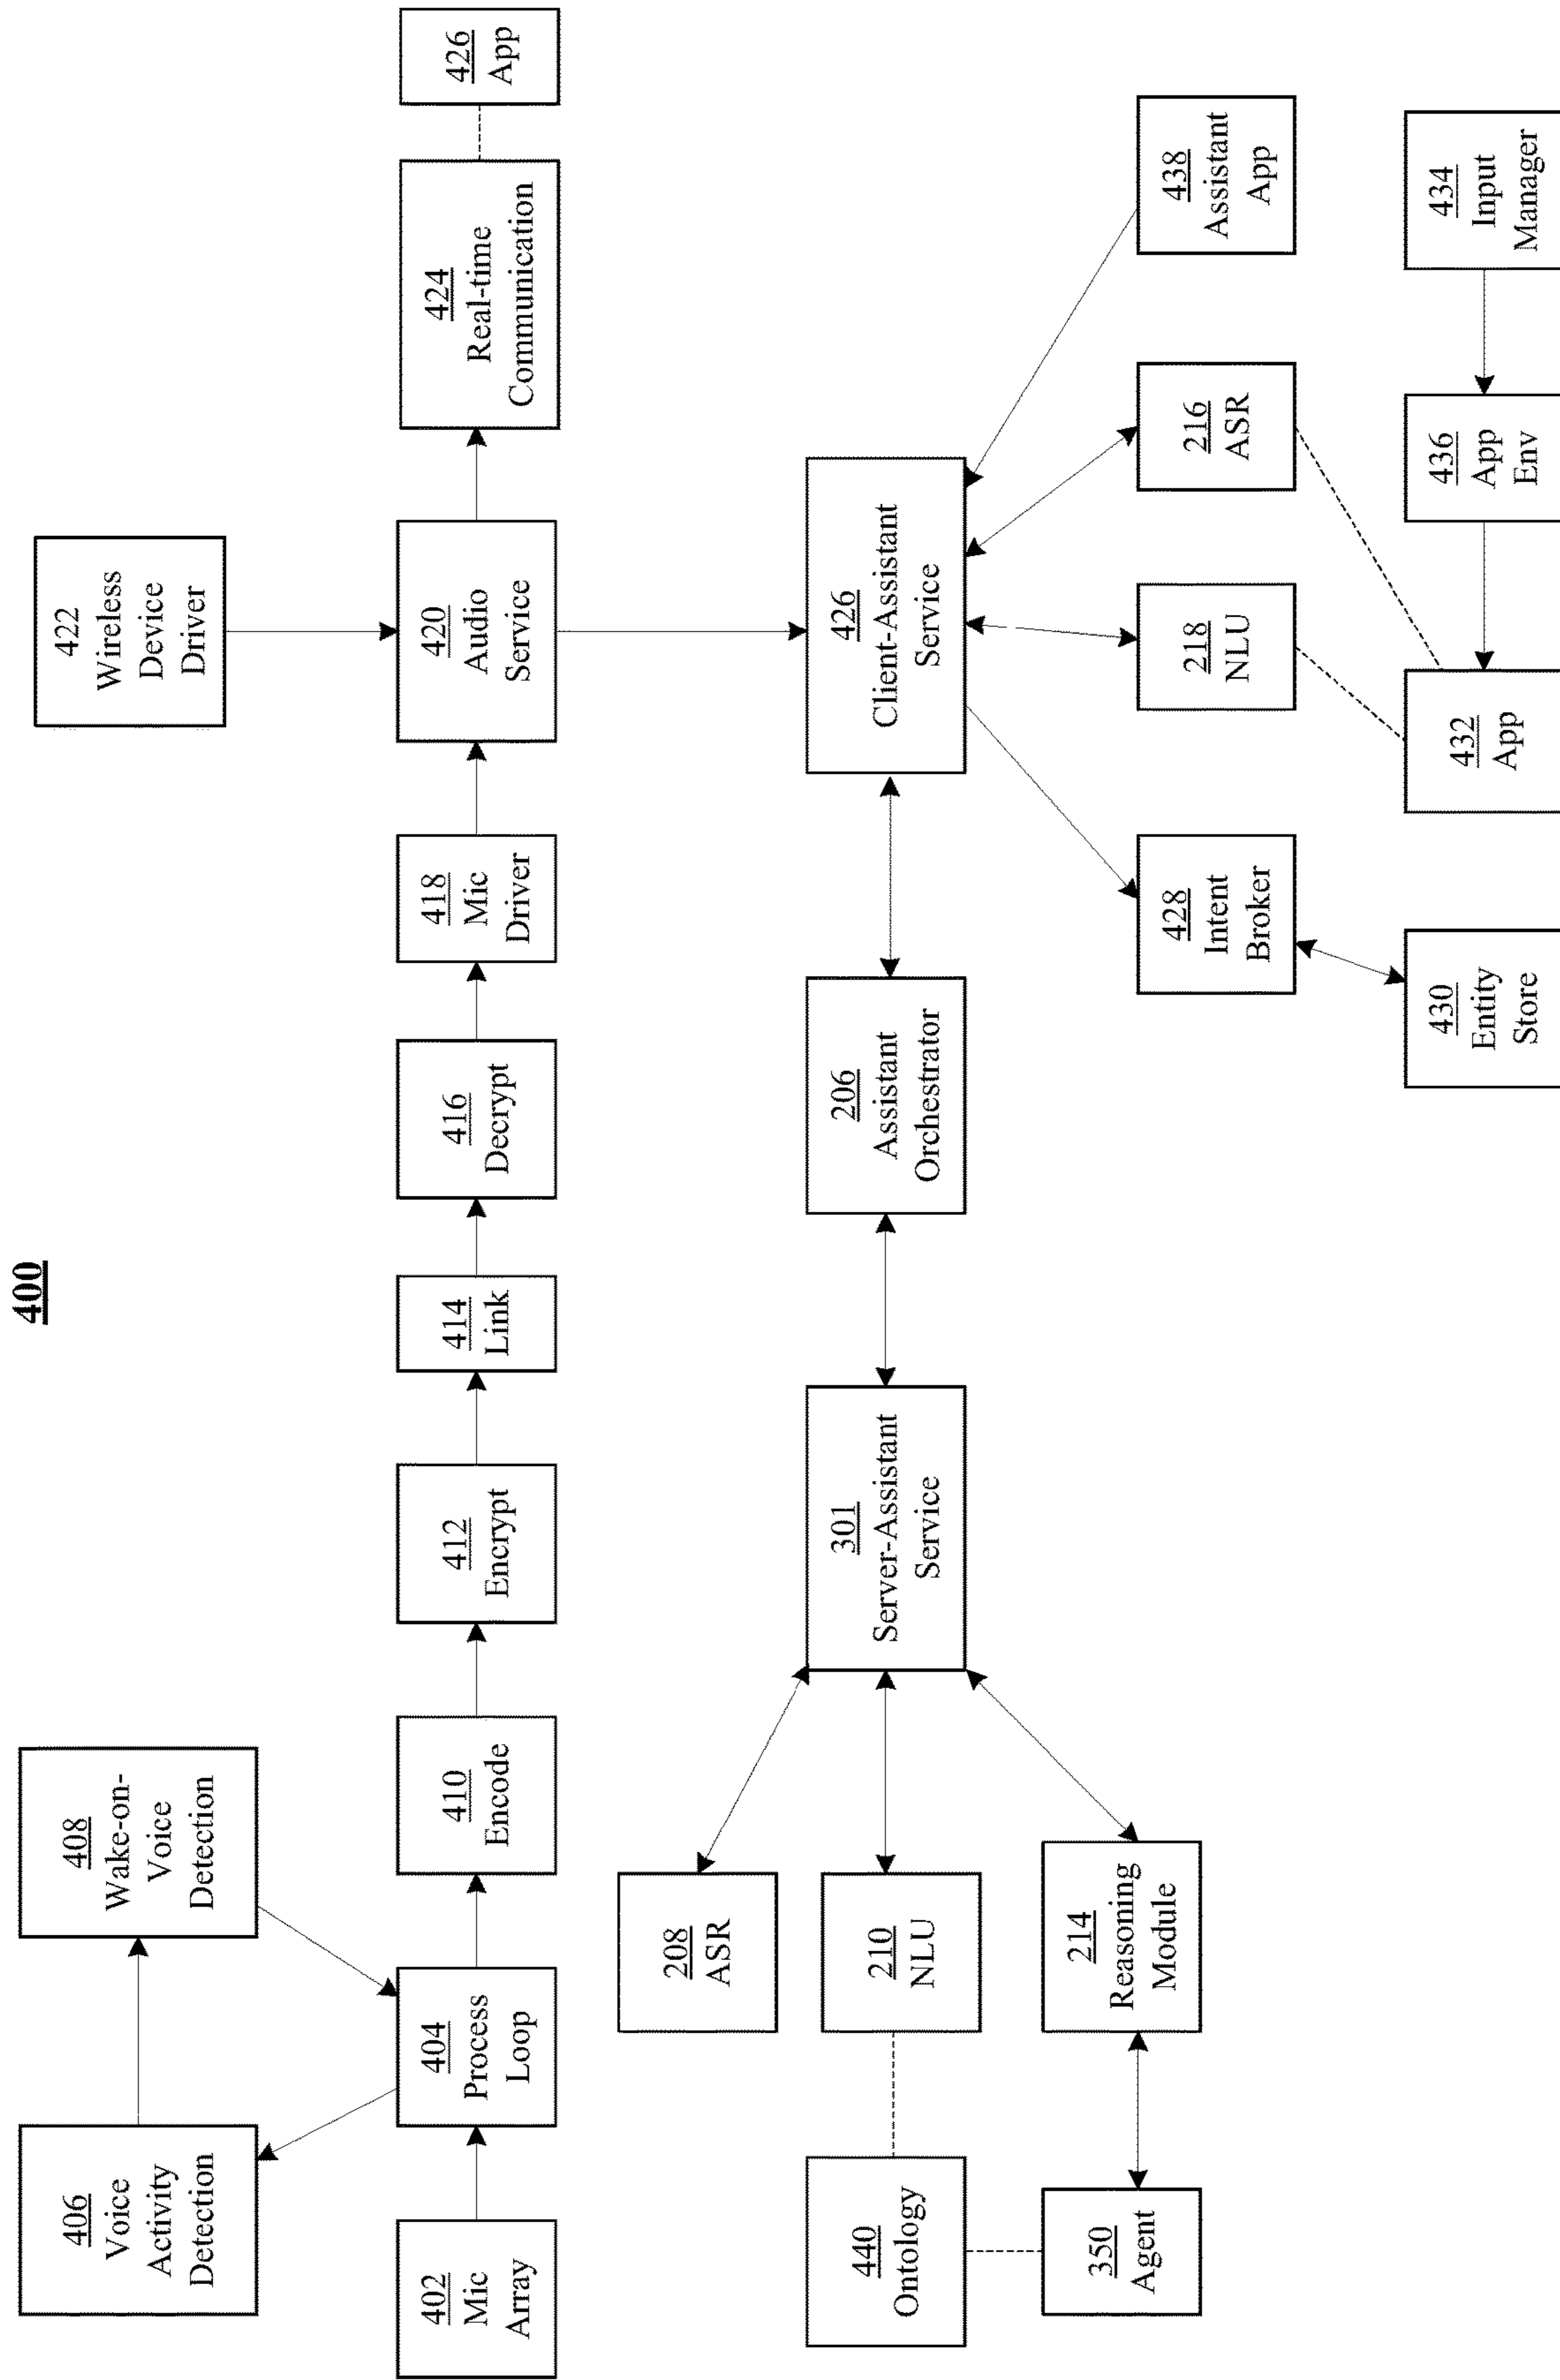 400
406
Voice
Activity
Detection
408
Wake-on-
Voice
Detection
422
Wireless
Device
Driver
402
Mic
Array
404
Process
Loop
410
Encode
412
Encrypt
414
Link
416
Decrypt
418
Mic
Driver
420
Audio
Service
424
Real-time
Communication
426
App
208
ASR
440
Ontology
210
NLU
301
Server-Assistant
Service
206
Assistant
Orchestrator
426
Client-Assistant
Service
350
Agent
214
Reasoning
Module
428
Intent
Broker
218
NLU
216
ASR
438
Assistant
App
430
Entity
Store
432
App
436
App
Env
434
Input
Manager